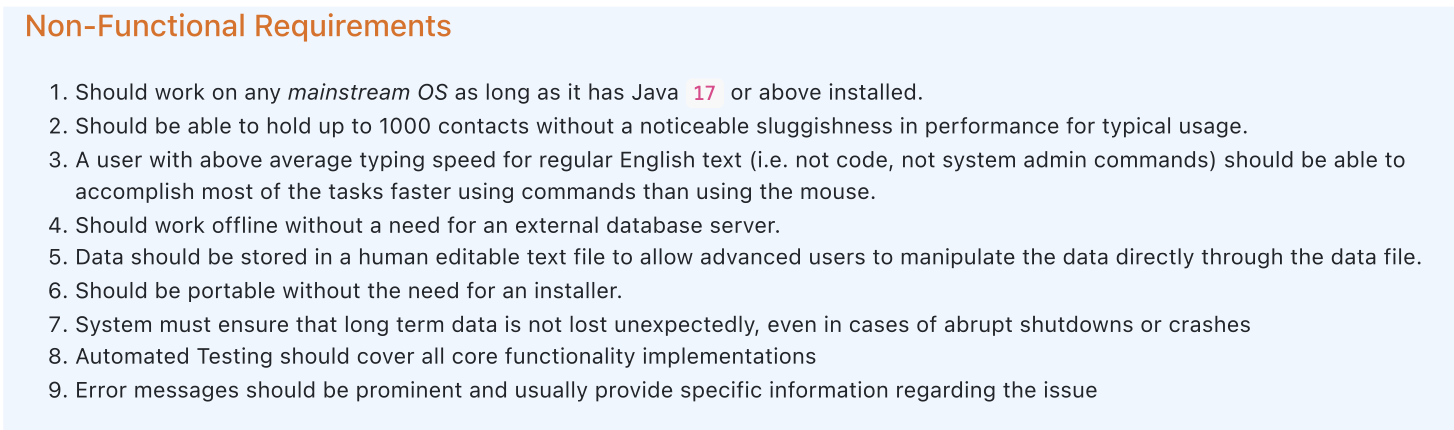 Non-Functional Requirements
1. Should work on any mainstream OS as long as it has Java 17 or above installed.
2. Should be able to hold up to 1000 contacts without a noticeable sluggishness in performance for typical usage.
3. A user with above average typing speed for regular English text (i.e. not code, not system admin commands) should be able to
accomplish most of the tasks faster using commands than using the mouse.
4. Should work offline without a need for an external database server.
5. Data should be stored in a human editable text file to allow advanced users to manipulate the data directly through the data file.
6. Should be portable without the need for an installer.
7. System must ensure that long term data is not lost unexpectedly, even in cases of abrupt shutdowns or crashes
8. Automated Testing should cover all core functionality implementations
9. Error messages should be prominent and usually provide specific information regarding the issue